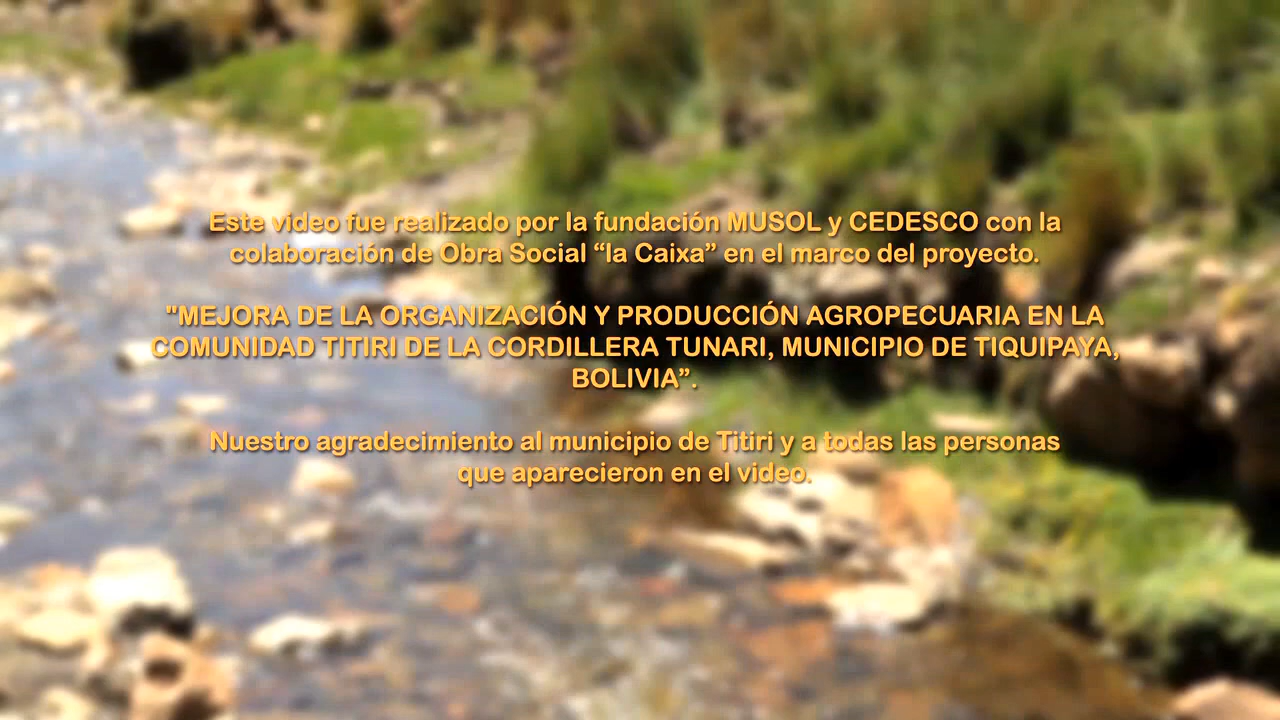 Este video fue realizado por la fundación MUSOL y CEDESCO con la
colaboración de Obra Social “la Caixa” en el marco del proyecto.
"MEJORA DE LA ORGANIZACIÓN Y PRODUCCIÓN AGROPECUARIA EN LA
COMUNIDAD TITIRI DE LA CORDILLERA TUNARI, MUNICIPIO DE TIQUIPAYA,
BOLIVIA”.
Nuestro agradecimiento al municipio de Titiri y a todas las personas
que aparecieron en el video.